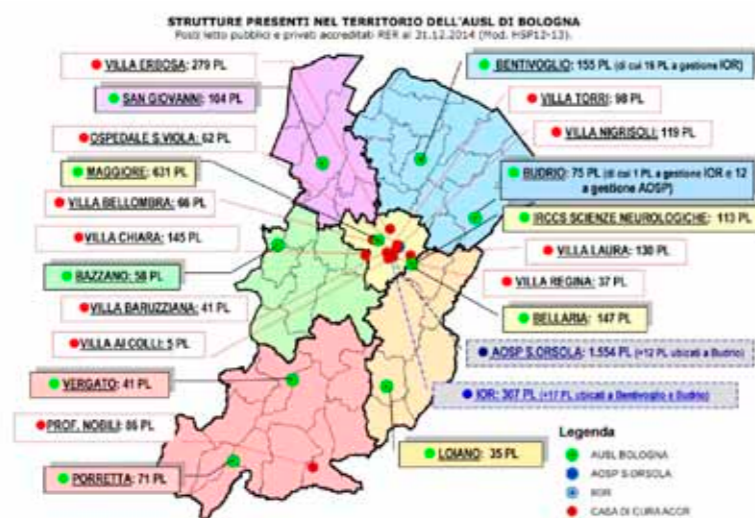 STRUTTURE PRESENTI NEL TERRITORIO DELL'AUSL DI BOLOGNA
Posti letto pubblici e privati accreditati RER al 31.12.2014 (Mod. HSP12-13).
VILLA ERBOSA: 279 PL
BENTIVOGLIO: 155 PL (di cui 16 PL a gestione IOR)
SAN GIOVANNI: 104 PL
VILLA TORRI: 98 PL
VILLA NIGRISOLI: 119 PL
OSPEDALE S.VIOLA: 62 PL
MAGGIORE: 631 PL
BUDRIO: 75 PL (di cui 1 PL a gestione IOR e 12
a gestione AOSP)
VILLA BELLOMBRA: 66 PL
IRCCS SCIENZE NEUROLOGICHE: 113 PL
VILLA CHIARA: 145 PL
VILLA LAURA: 130 PL
BAZZANO: 58 PL
VILLA REGINA: 37 PL
VILLA BARUZZIANA: 41 PL
BELLARIA: 147 PL
VILLA AI COLLI: 5 PL
AOSP S.ORSOLA: 1.554 PL (+12 PL ubicati a Budrio)
VERGATO: 41 PL
IOR: 307 PL (+17 PL ubicati a Bentivoglio e Budrio)
PROF. NOBILI: 86 PL
LOIANO: 35 PL
PORRETTA: 71 PL
Legenda
AUSL BOLOGNA
AOSP S.ORSOLA
IOR
CASA DI CURA ACCR